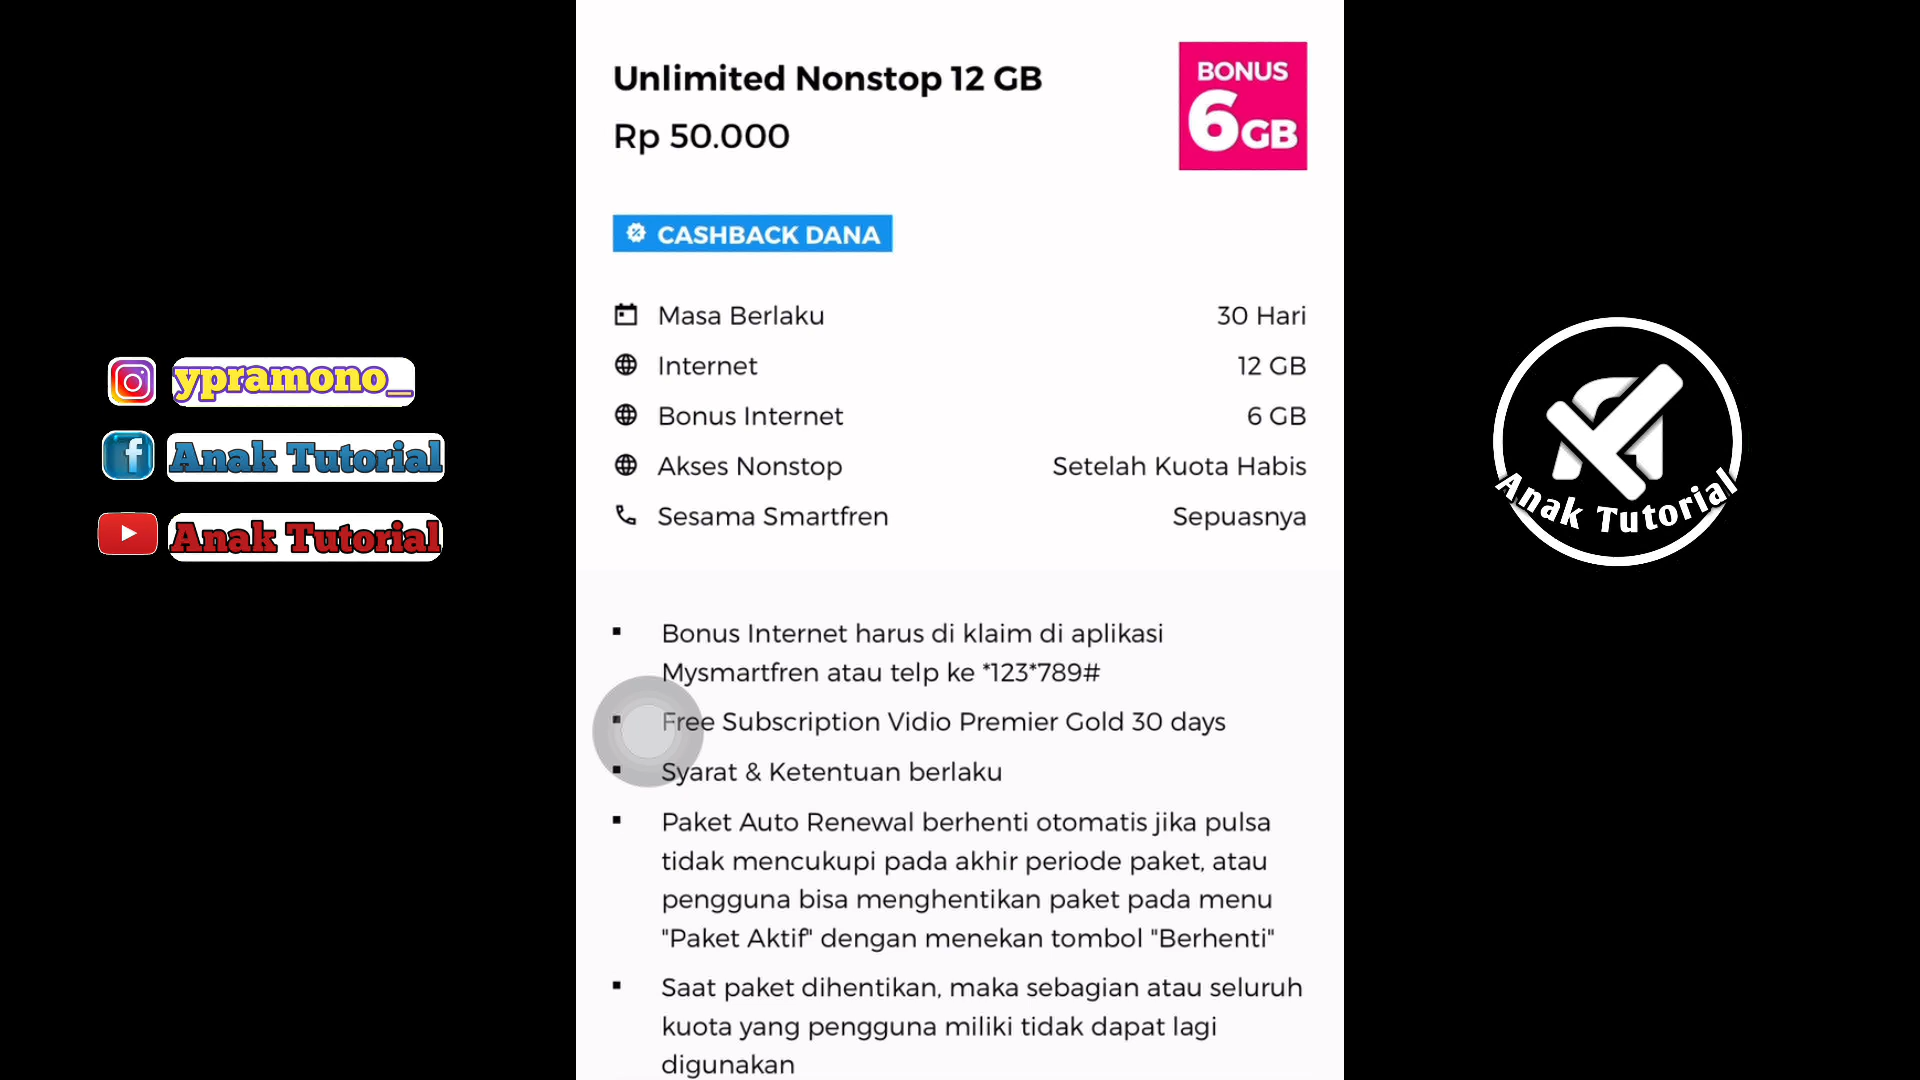 Unlimited Nonstop 12 GB
Rp 50.000
BONUS
6GB
CASHBACK DANA
Masa Berlaku 30 Hari
Internet 12 GB
Bonus Internet 6 GB
Akses Nonstop Setelah Kuota Habis
Sesama Smartfren Sepuasnya
Bonus Internet harus di klaim di aplikasi
Mysmartfren atau telp ke *123*789#
Free Subscription Vidio Premier Gold 30 days
Syarat & Ketentuan berlaku
Paket Auto Renewal berhenti otomatis jika pulsa
tidak mencukupi pada akhir periode paket, atau
pengguna bisa menghentikan paket pada menu
"Paket Aktif" dengan menekan tombol "Berhenti"
Saat paket dihentikan, maka sebagian atau seluruh
kuota yang pengguna miliki tidak dapat lagi
digunakan
ypramono_
Anak Tutorial
Anak Tutorial
Anak Tutorial